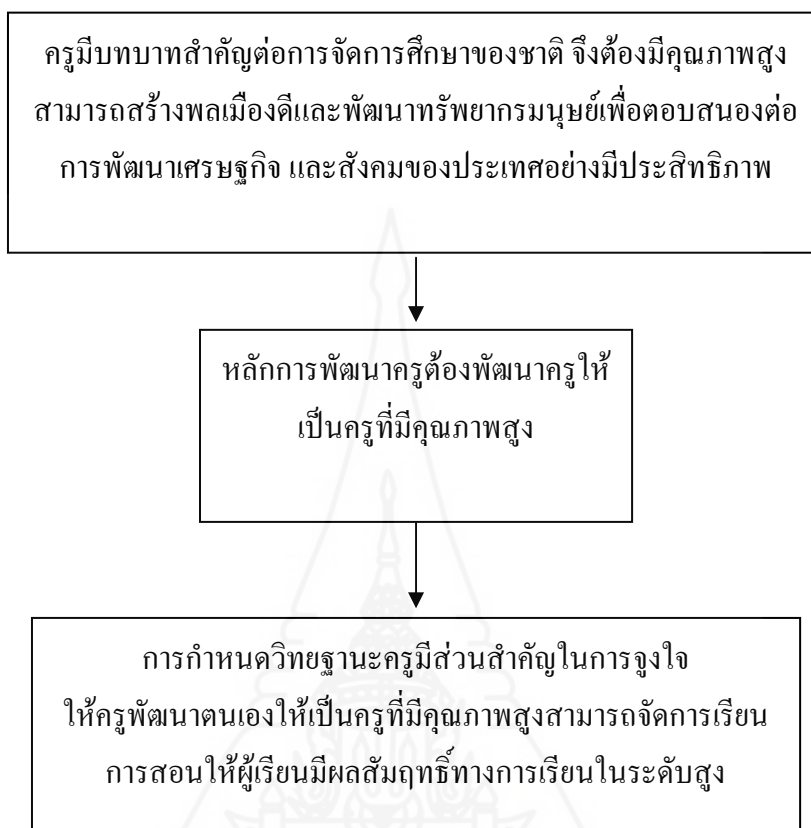 ครูมีบทบาทสำคัญต่อการจัดการศึกษาของชาติ จึงต้องมีคุณภาพสูง
สามารถสร้างพลเมืองดีและพัฒนาทรัพยากรมนุษย์เพื่อตอบสนองต่อ
การพัฒนาเศรษฐกิจ และสังคมของประเทศอย่างมีประสิทธิภาพ
หลักการพัฒนาครูต้องพัฒนาครูให้
เป็นครูที่มีคุณภาพสูง
การกำหนดวิทยฐานะครูมีส่วนสำคัญในการจูงใจ
ให้ครูพัฒนาตนเองให้เป็นครูที่มีคุณภาพสูงสามารถจัดการเรียน
การสอนให้ผู้เรียนมีผลสัมฤทธิ์ทางการเรียนในระดับสูง